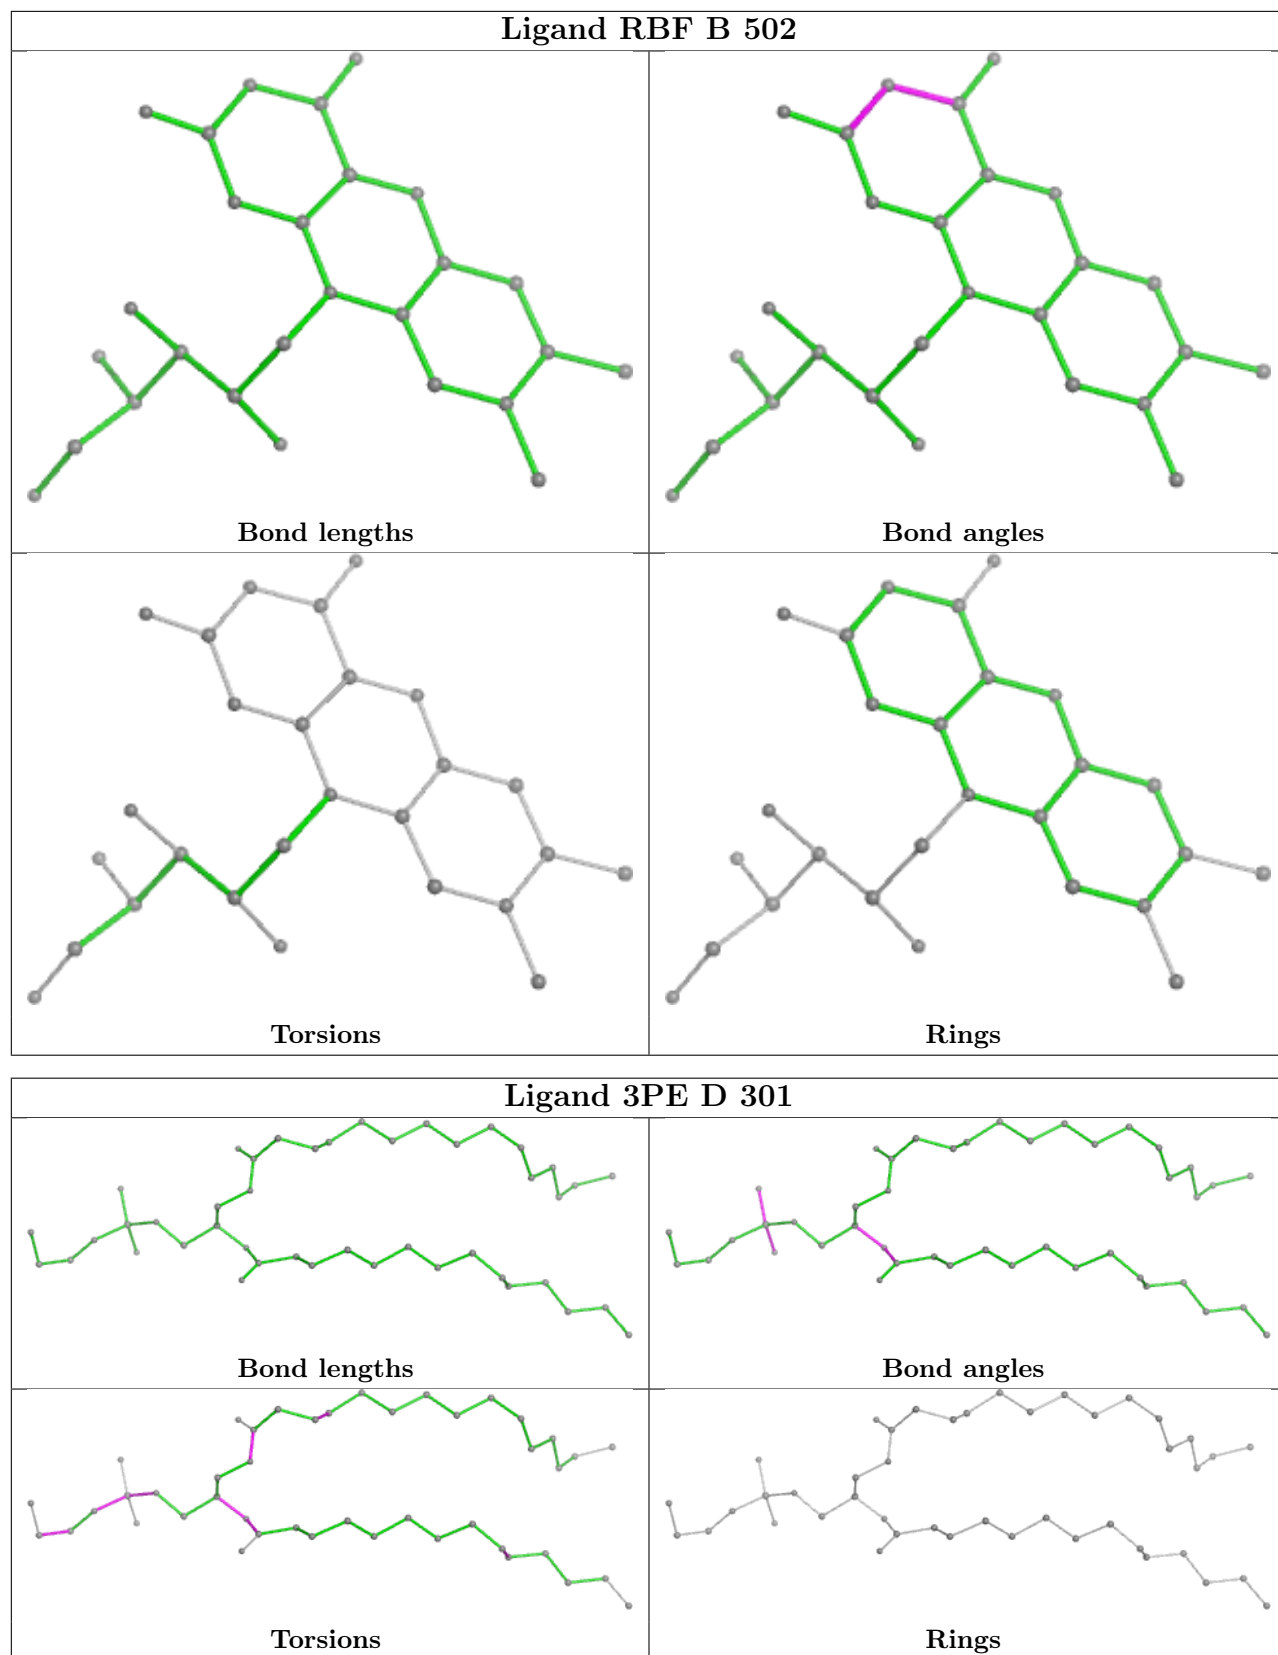 Ligand RBF B 502
Bond lengths
Bond angles
Torsions
Rings
Ligand 3PE D 301
Bond lengths
Bond angles
Torsions
Rings